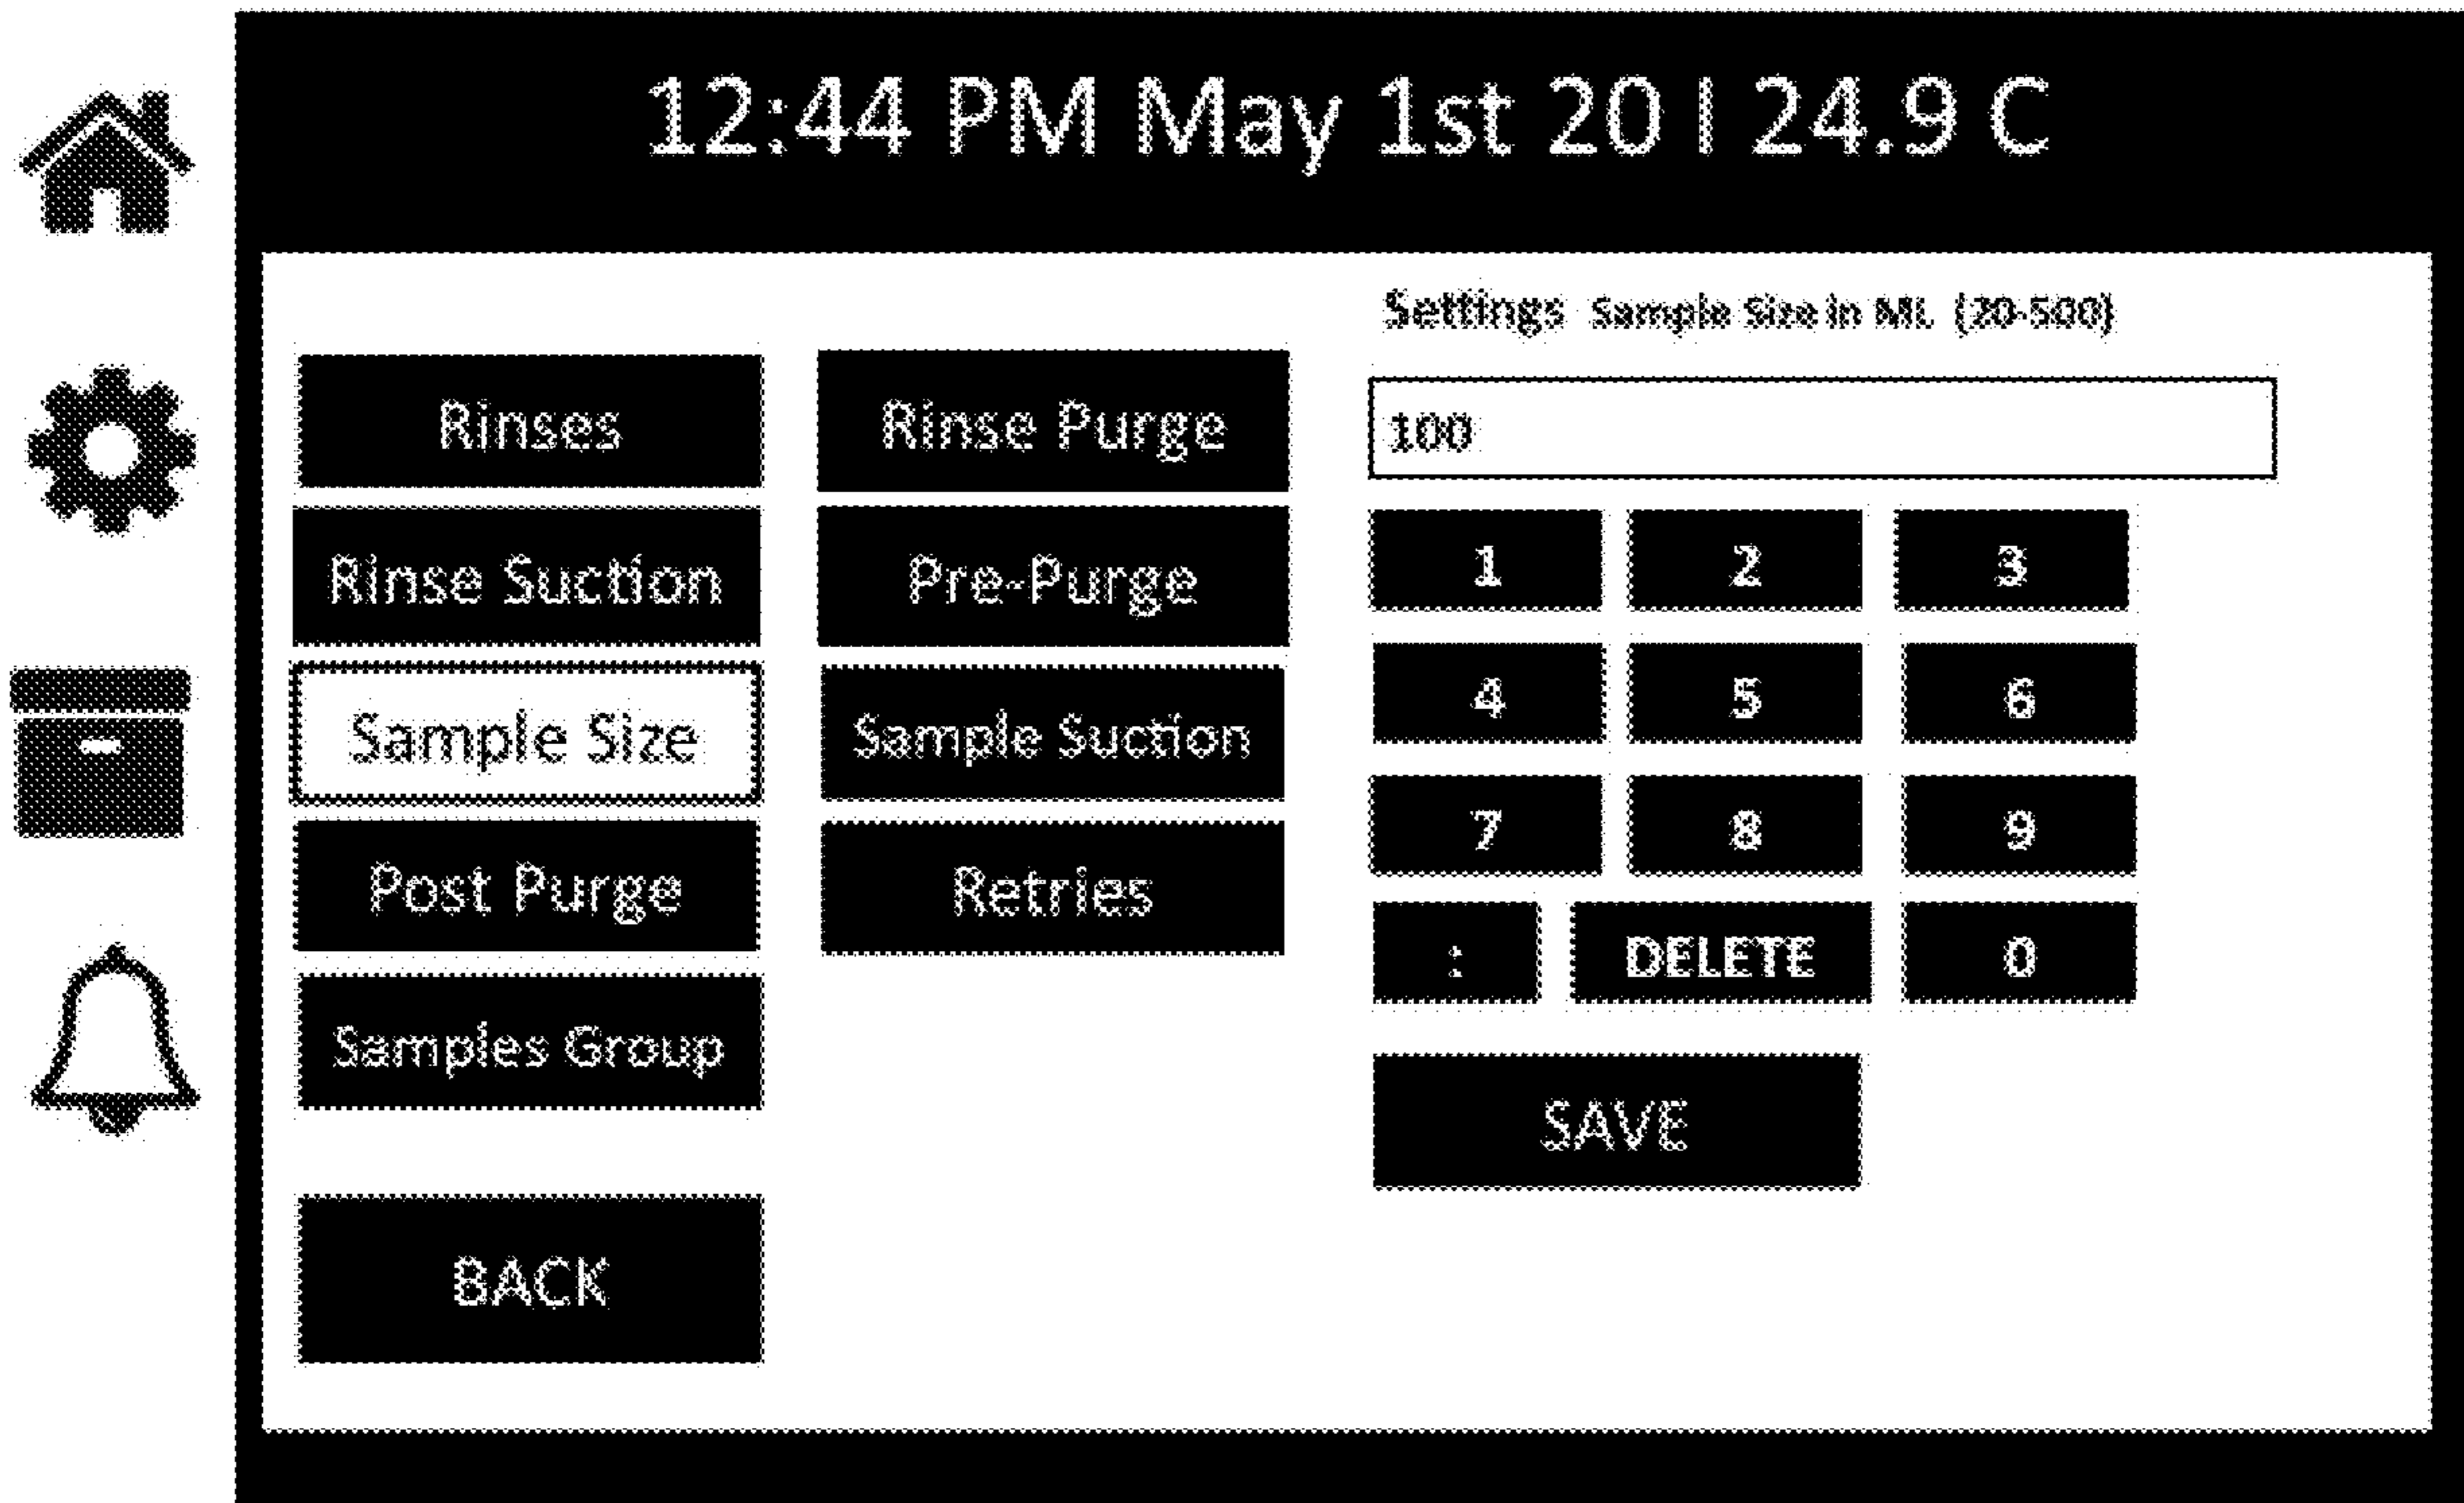 12:44 PM May 1st 20 | 24.9 C
Settings Sample Size in ML (20-500)
100
Rinses
Rinse Purge
Rinse Suction
Pre-Purge
Sample Size
Sample Suction
Post Purge
Retries
Samples Group
BACK
1 2 3
4 5 6
7 8 9
: DELETE 0
SAVE